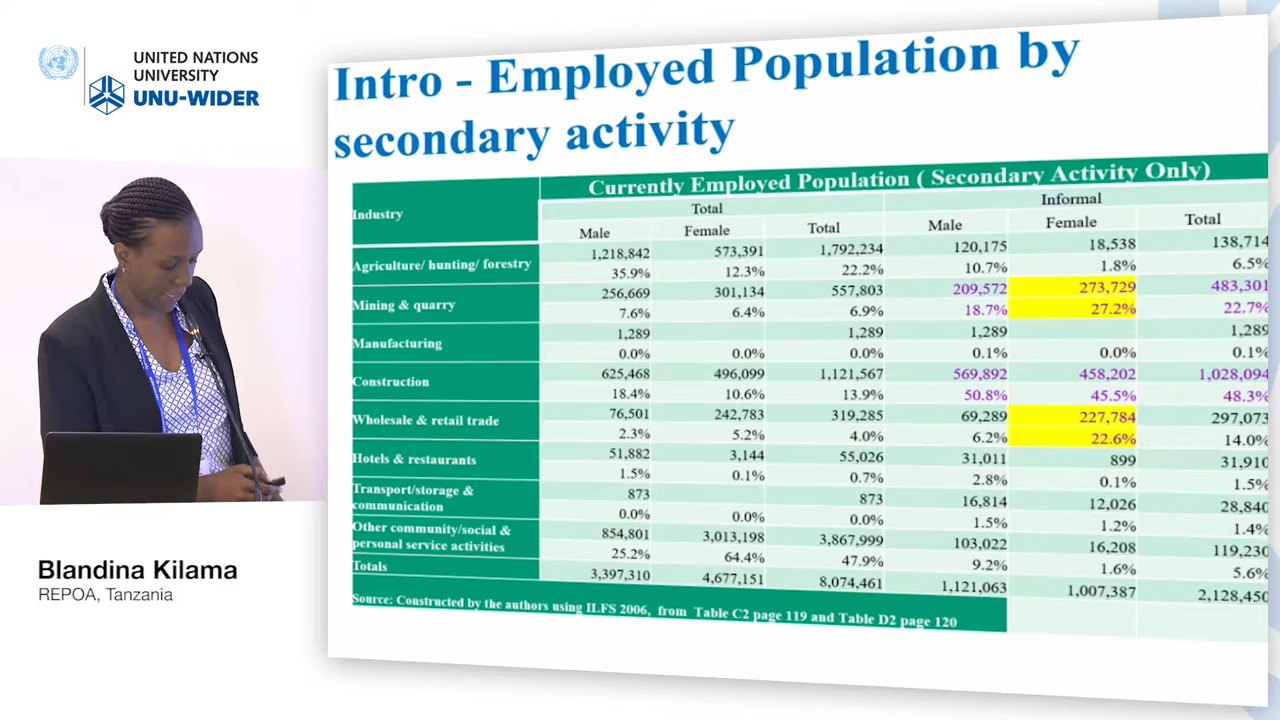 UNITED NATIONS
UNIVERSITY
UNU-WIDER
Intro - Employed Population by
secondary activity
Currently Employed Population ( Secondary Activity Only)
Industry Total Informal
Male Female Total Male Female Total
Agriculture/ hunting/ forestry 1,218,842 573,391 1,792,234 120,175 18,538 138,714
35.9% 12.3% 22.2% 10.7% 1.8% 6.5%
Mining & quarry 256,669 301,134 557,803 209,572 273,729 483,301
7.6% 6.4% 6.9% 18.7% 27.2% 22.7%
Manufacturing 1,289 1,289 1,289 1,289
0.0% 0.0% 0.0% 0.1% 0.0% 0.1%
Construction 625,468 496,099 1,121,567 569,892 458,202 1,028,094
18.4% 10.6% 13.9% 50.8% 45.5% 48.3%
Wholesale & retail trade 76,501 242,783 319,285 69,289 227,784 297,073
2.3% 5.2% 4.0% 6.2% 22.6% 14.0%
Hotels & restaurants 51,882 3,144 55,026 31,011 899 31,910
1.5% 0.1% 0.7% 2.8% 0.1% 1.5%
Transport/storage &
communication 873 873 16,814 12,026 28,840
0.0% 0.0% 0.0% 1.5% 1.2% 1.4%
Other community/social &
personal service activities 854,801 3,013,198 3,867,999 103,022 16,208 119,230
25.2% 64.4% 47.9% 9.2% 1.6% 5.6%
Totals 3,397,310 4,677,151 8,074,461 1,121,063 1,007,387 2,128,450
Source: Constructed by the authors using ILFS 2006, from Table C2 page 119 and Table D2 page 120
Blandina Kilama
REPOA, Tanzania